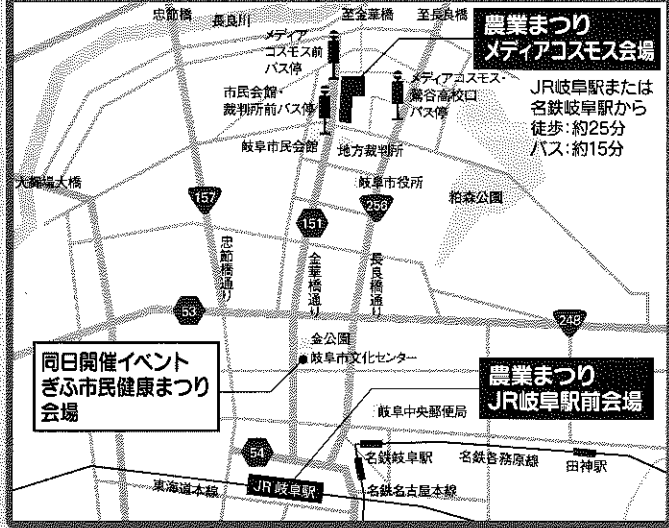 忠節橋
長良川
至金華橋
至長良橋
農業まつり
メディアコスモス会場
メディア
コスモス前
バス停
メディアコスモス・
鶯谷高校口
バス停
JR岐阜駅または
名鉄岐阜駅から
徒歩:約25分
バス:約15分
市民会館・
裁判所前バス停
岐阜市民会館
地方裁判所
大縄場大橋
岐阜市役所
柏森公園
157
151
256
忠節橋通り
金華橋通り
長良橋通り
53
248
金公園
岐阜市文化センター
同日開催イベント
ぎふ市民健康まつり
会場
農業まつり
JR岐阜駅前会場
岐阜中央郵便局
54
名鉄岐阜駅
名鉄各務原線
田神駅
東海道本線
JR岐阜駅
名鉄名古屋本線